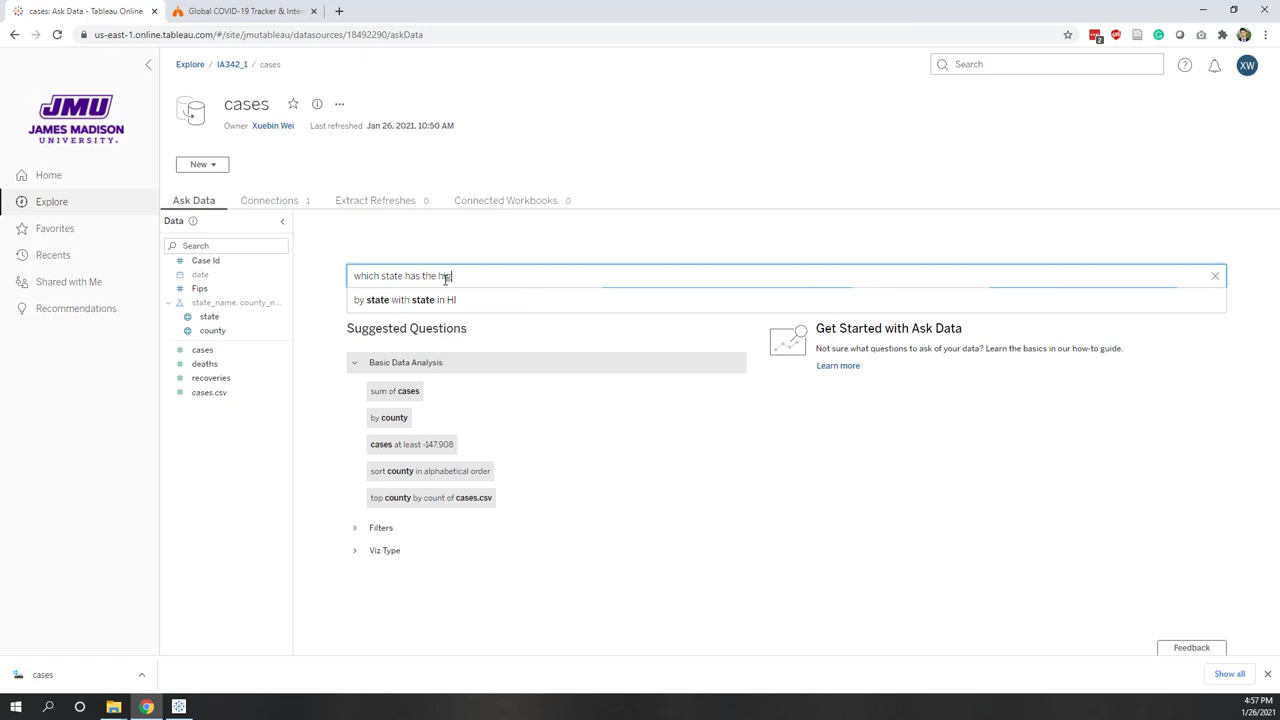 cases: Ask Data - Tableau Online
Global COVID-19 Tracker & Inter
us-east-1.online.tableau.com/#/site/jmutableau/datasources/18492290/askData
2
Explore / IA342_1 / cases
Search
XW
JMU
JAMES MADISON
UNIVERSITY.
cases
Owner Xuebin Wei Last refreshed Jan 26, 2021, 10:50 AM
New
Home
Explore
Favorites
Recents
Shared with Me
Recommendations
Ask Data
Connections 1
Extract Refreshes 0
Connected Workbooks 0
Data
Search
Case Id
date
Fips
state_name, county_n...
state
county
cases
deaths
recoveries
cases.csv
which state has the hig
by state with state in HI
Suggested Questions
Basic Data Analysis
sum of cases
by county
cases at least -147,908
sort county in alphabetical order
top county by count of cases.csv
Filters
Viz Type
Get Started with Ask Data
Not sure what questions to ask of your data? Learn the basics in our how-to guide.
Learn more
Feedback
cases
Show all
4:57 PM
1/26/2021